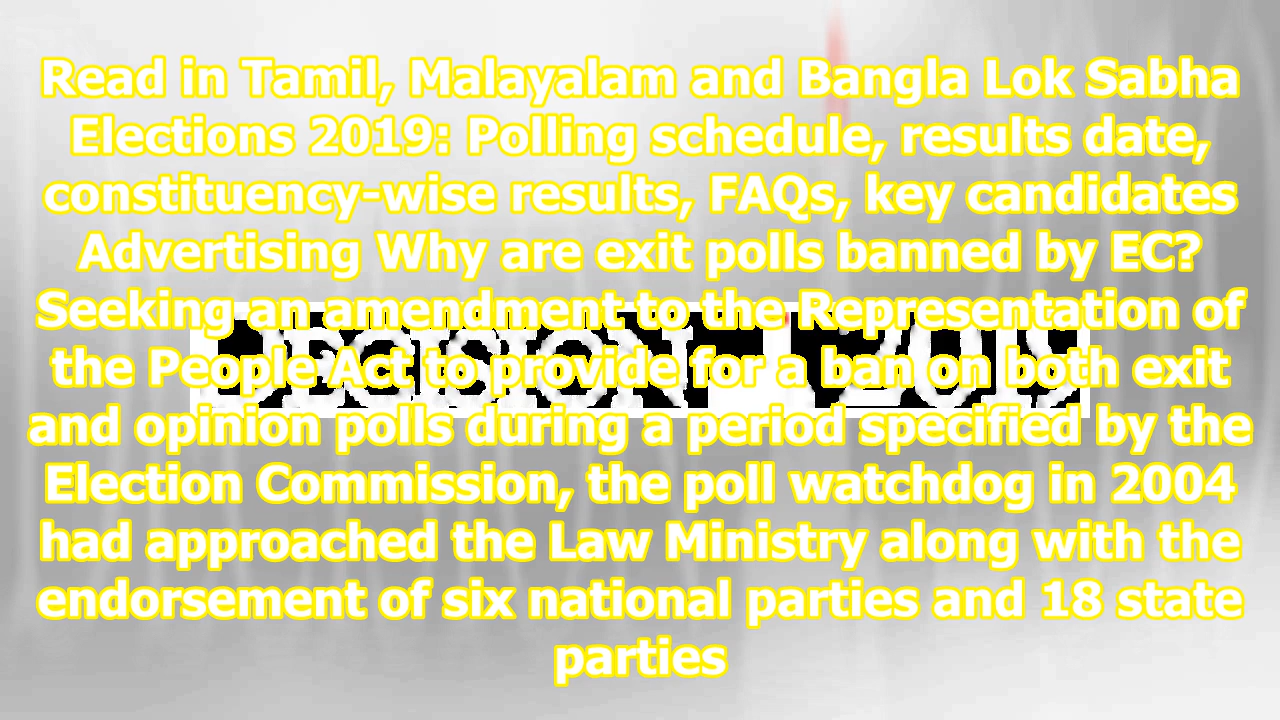 Read in Tamil, Malayalam and Bangla Lok Sabha
Elections 2019: Polling schedule, results date,
constituency-wise results, FAQs, key candidates
Advertising Why are exit polls banned by EC?
Seeking an amendment to the Representation of
the People Act to provide for a ban on both exit
and opinion polls during a period specified by the
Election Commission, the poll watchdog in 2004
had approached the Law Ministry along with the
endorsement of six national parties and 18 state
parties
DECISION 2019